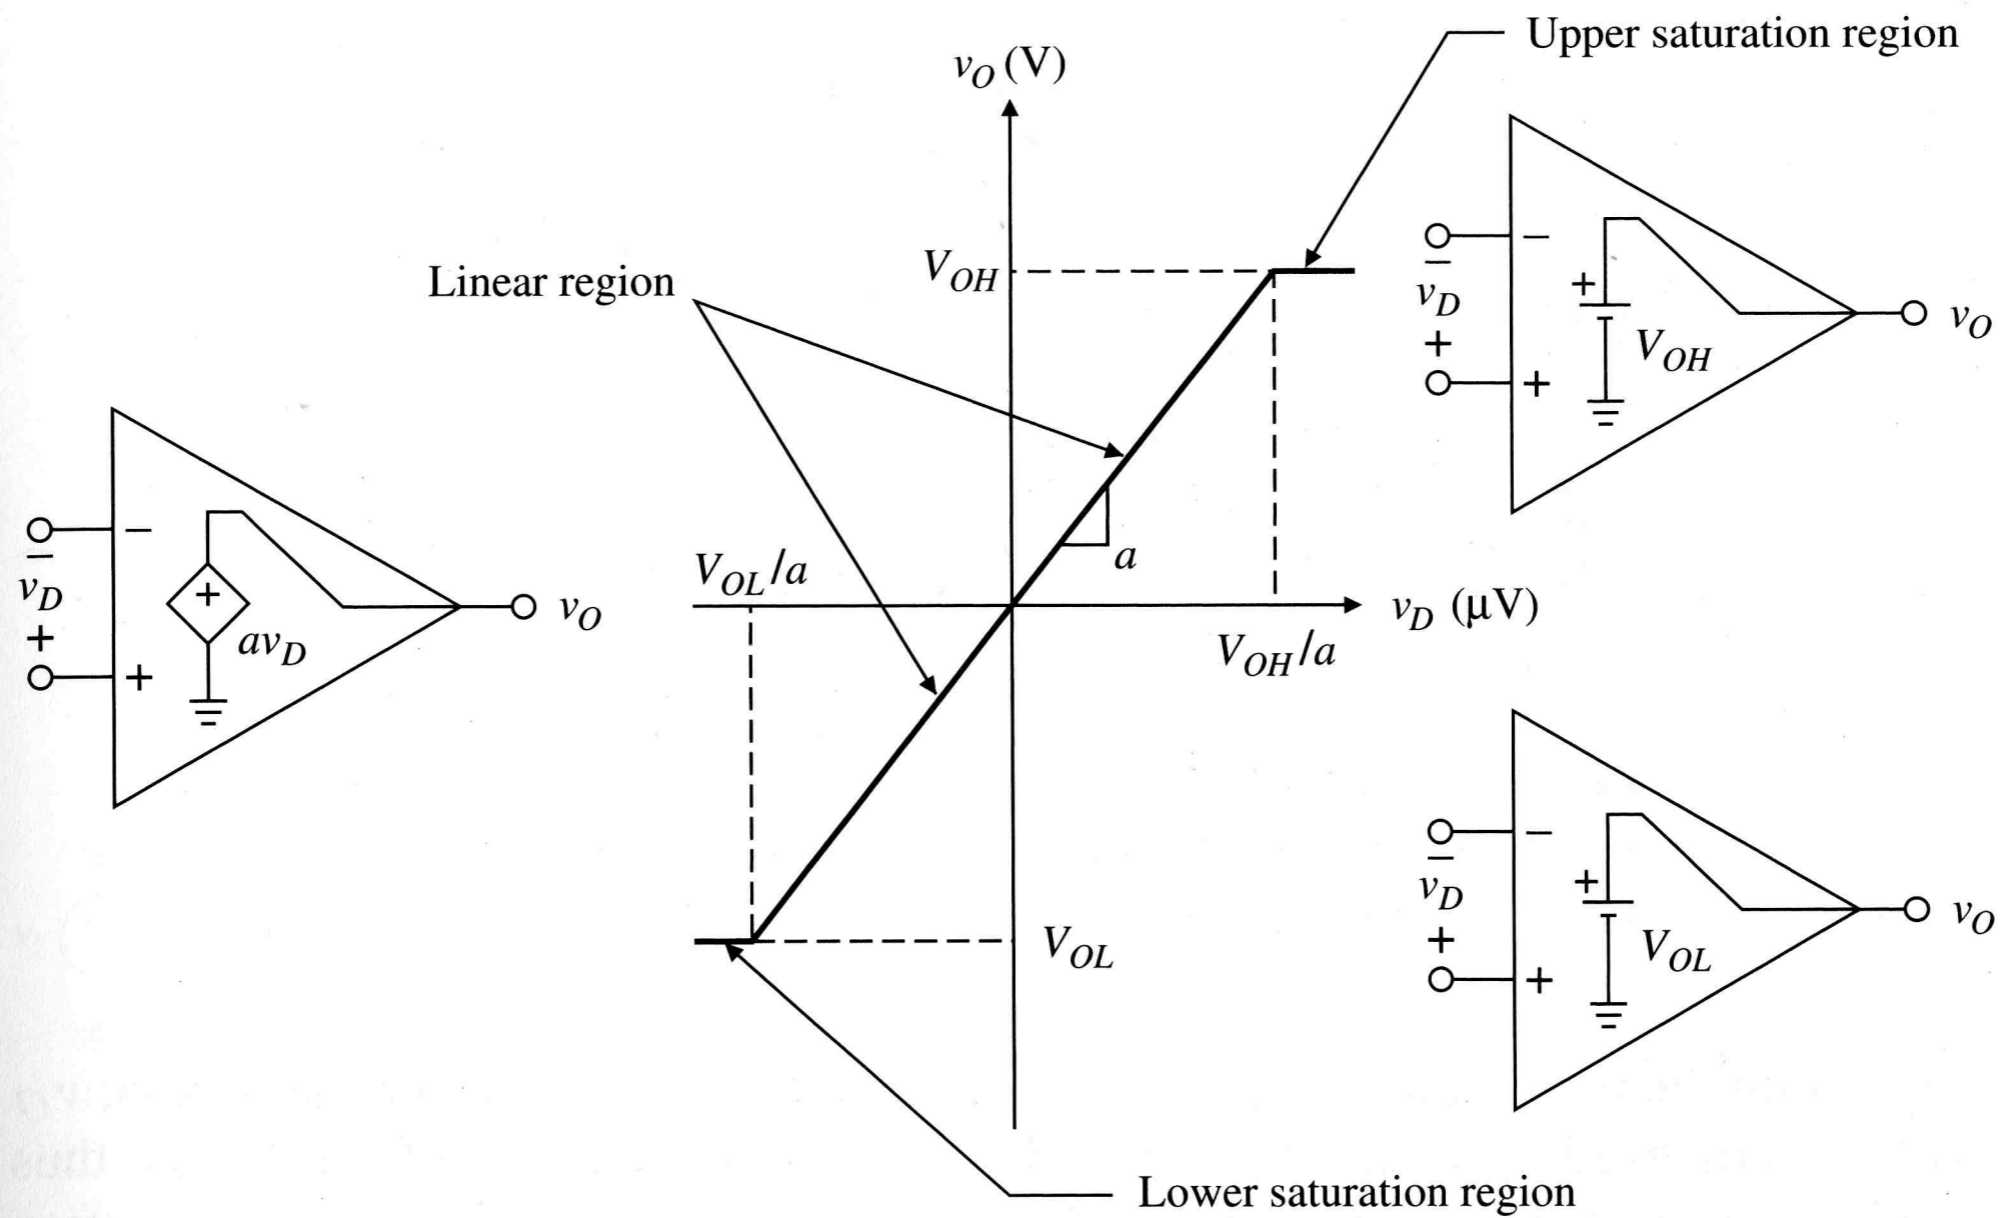 Upper saturation region
v_O (V)
V_OH
Linear region
−
−
v_D
+
+
+
V_OH
v_O
−
−
v_D
+
+
+
av_D
v_O
V_OL/a
a
v_D (μV)
V_OH/a
−
−
v_D
+
+
+
V_OL
v_O
V_OL
Lower saturation region